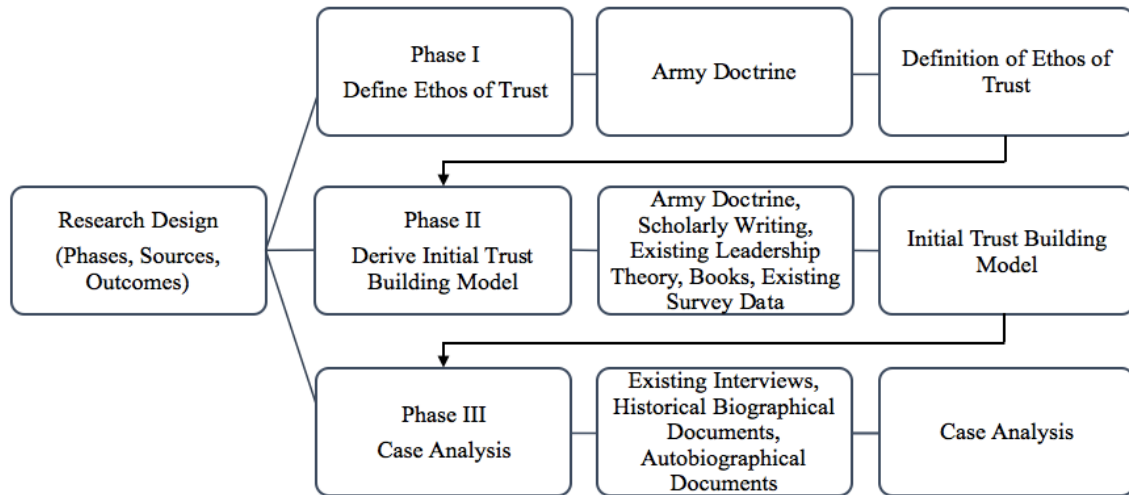 Phase I
Define Ethos of Trust
Army Doctrine
Definition of Ethos of
Trust
Research Design
(Phases, Sources,
Outcomes)
Phase II
Derive Initial Trust
Building Model
Army Doctrine,
Scholarly Writing,
Existing Leadership
Theory, Books, Existing
Survey Data
Initial Trust Building
Model
Phase III
Case Analysis
Existing Interviews,
Historical Biographical
Documents,
Autobiographical
Documents
Case Analysis